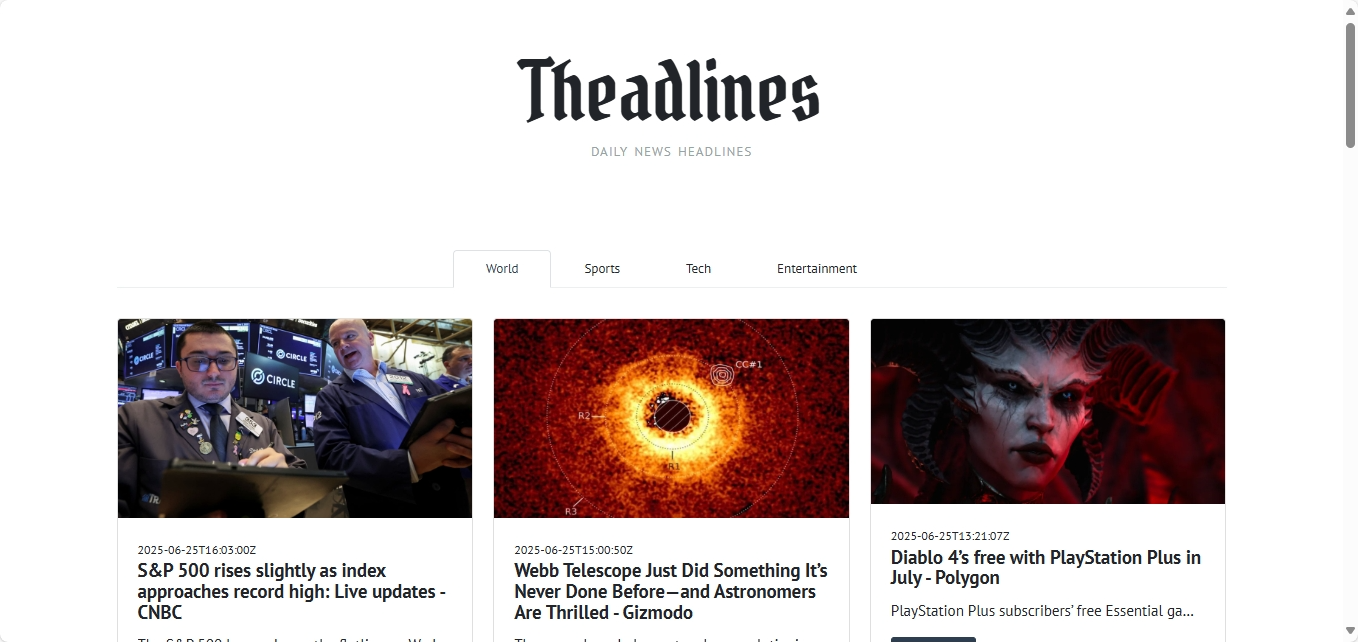 Theadlines
DAILY NEWS HEADLINES
World
Sports
Tech
Entertainment
CIRCLE
CIRCLE
CIRCLE
CC#1
R2
R1
R3
2025-06-25T16:03:00Z
S&P 500 rises slightly as index
approaches record high: Live updates -
CNBC
2025-06-25T15:00:50Z
Webb Telescope Just Did Something It’s
Never Done Before—and Astronomers
Are Thrilled - Gizmodo
2025-06-25T13:21:07Z
Diablo 4’s free with PlayStation Plus in
July - Polygon
PlayStation Plus subscribers’ free Essential ga...